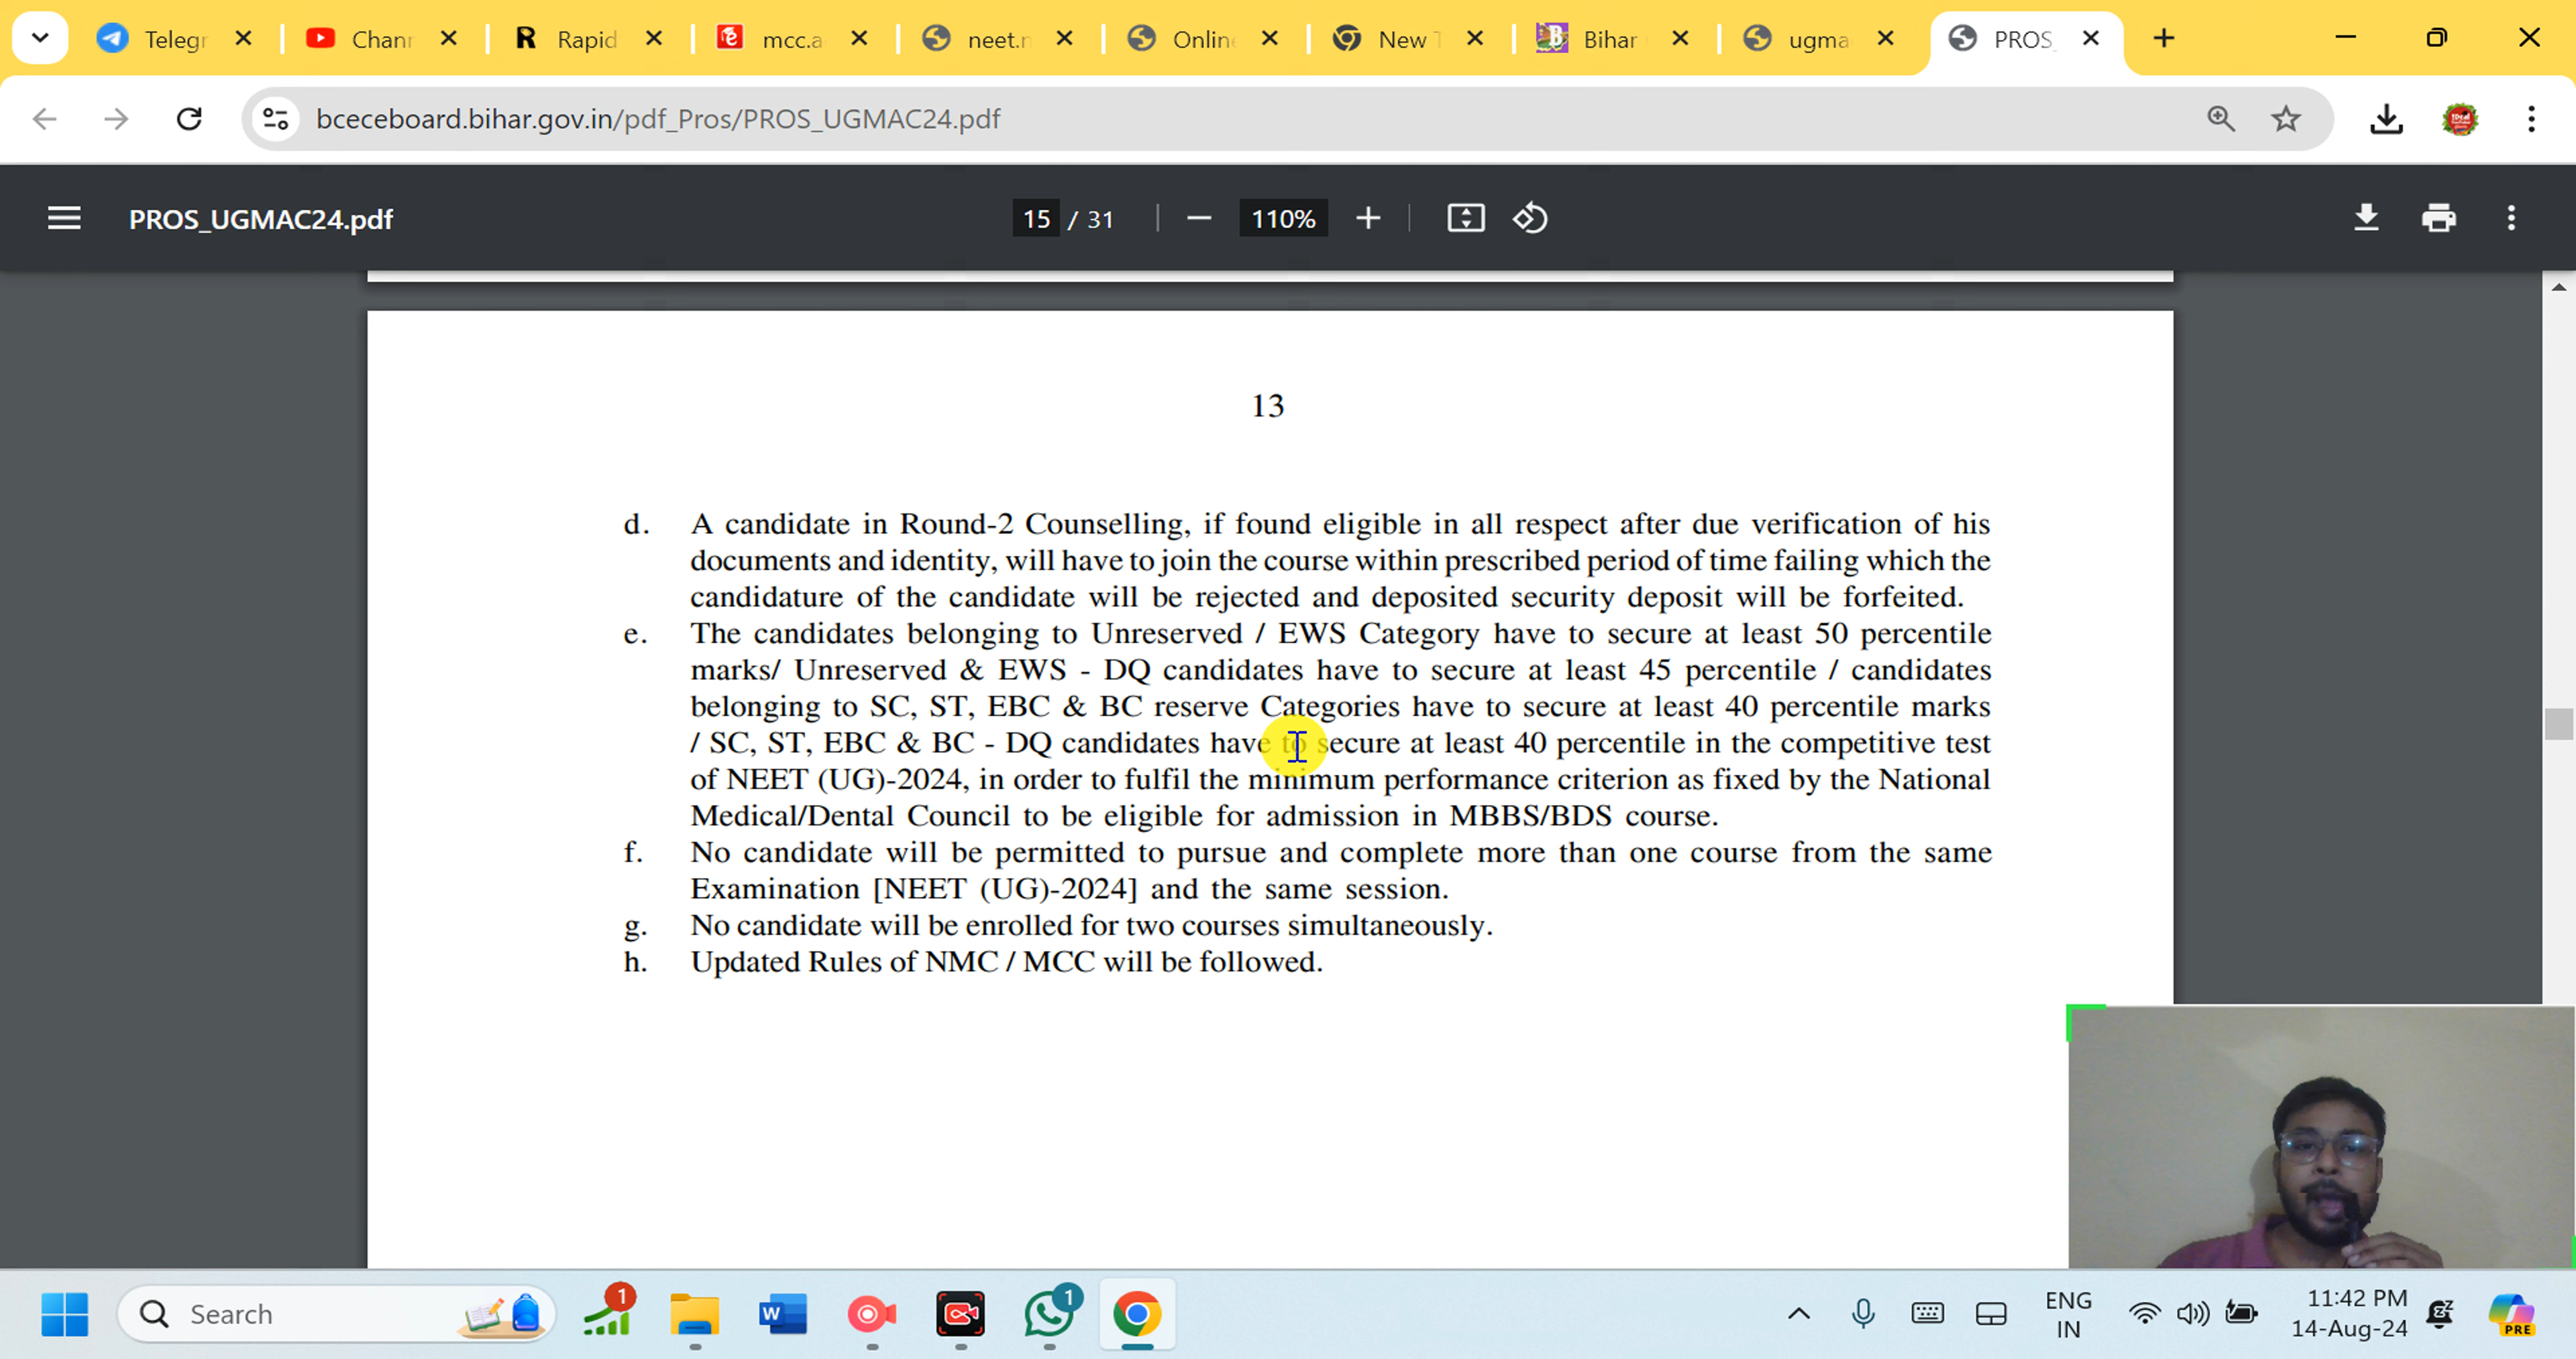 Telegr
Chanr
Rapid
mcc.a
neet.r
Online
New T
Bihar
ugma
PROS_
bceceboard.bihar.gov.in/pdf_Pros/PROS_UGMAC24.pdf
PROS_UGMAC24.pdf
15 / 31
110%
13
d. A candidate in Round-2 Counselling, if found eligible in all respect after due verification of his
documents and identity, will have to join the course within prescribed period of time failing which the
candidature of the candidate will be rejected and deposited security deposit will be forfeited.
e. The candidates belonging to Unreserved / EWS Category have to secure at least 50 percentile
marks/ Unreserved & EWS - DQ candidates have to secure at least 45 percentile / candidates
belonging to SC, ST, EBC & BC reserve Categories have to secure at least 40 percentile marks
/ SC, ST, EBC & BC - DQ candidates have to secure at least 40 percentile in the competitive test
of NEET (UG)-2024, in order to fulfil the minimum performance criterion as fixed by the National
Medical/Dental Council to be eligible for admission in MBBS/BDS course.
f. No candidate will be permitted to pursue and complete more than one course from the same
Examination [NEET (UG)-2024] and the same session.
g. No candidate will be enrolled for two courses simultaneously.
h. Updated Rules of NMC / MCC will be followed.
Search
1
1
ENG
IN
11:42 PM
14-Aug-24
PRE